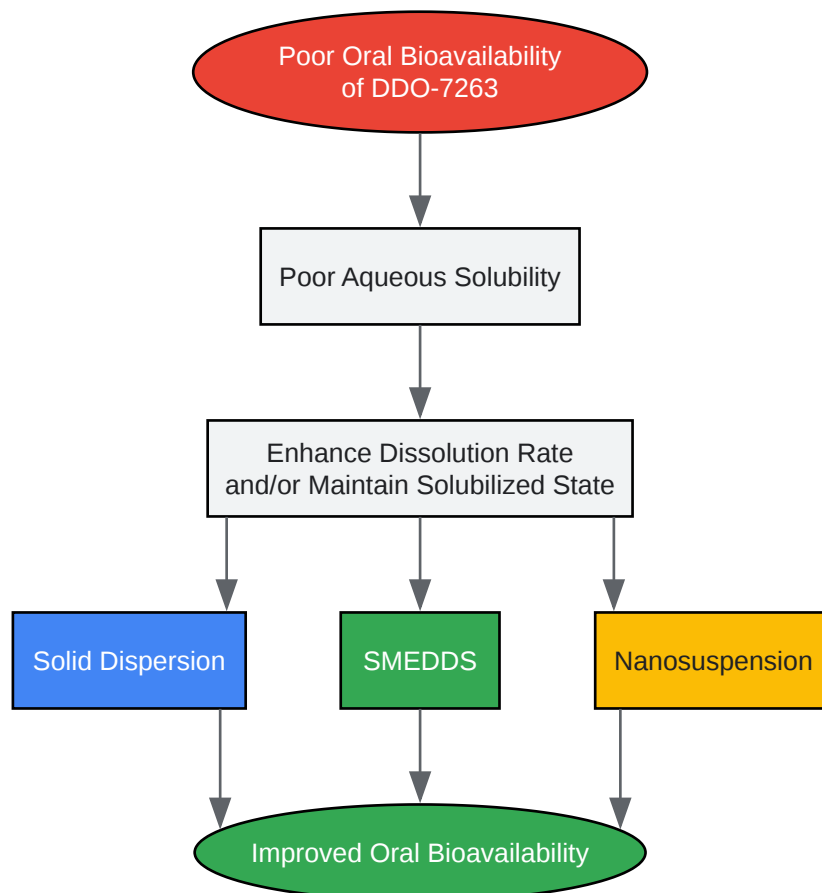 Poor Oral Bioavailability
of DDO-7263
Poor Aqueous Solubility
Enhance Dissolution Rate
and/or Maintain Solubilized State
Solid Dispersion
SMEDDS
Nanosuspension
Improved Oral Bioavailability